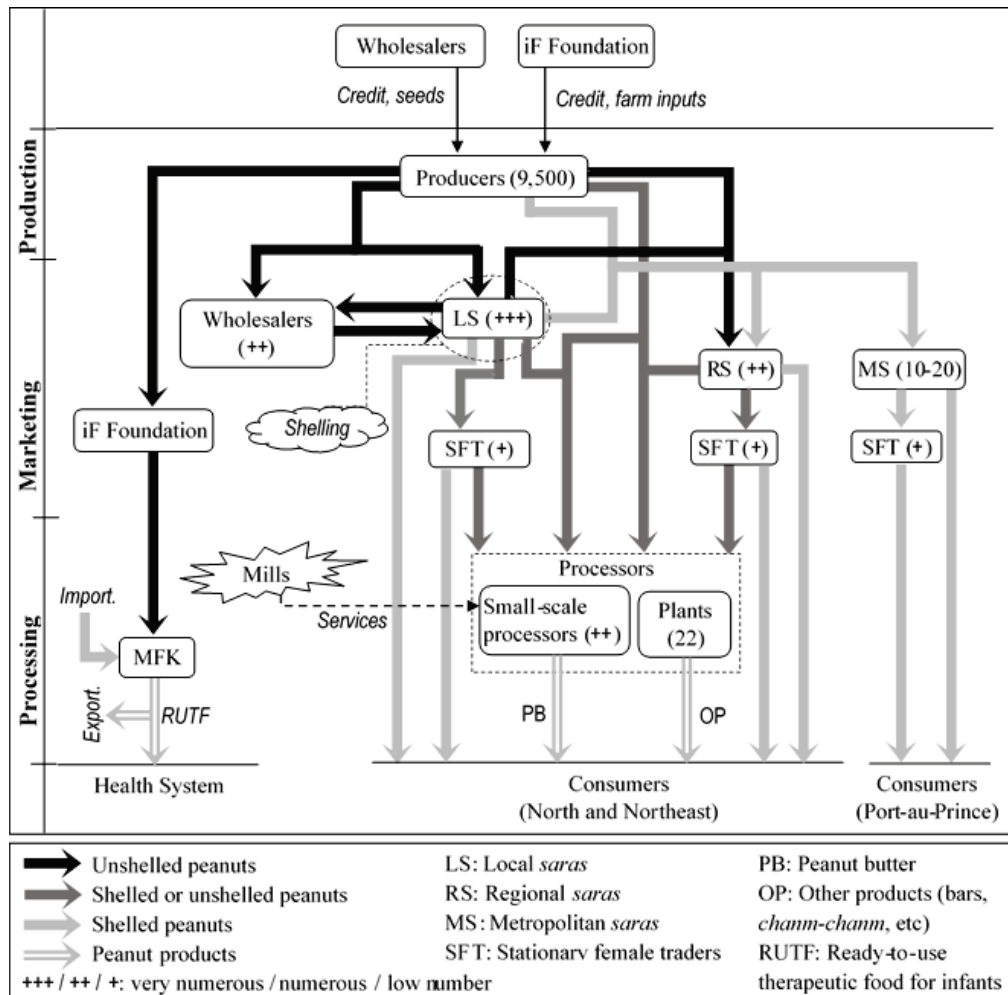 Wholesalers
iF Foundation
Credit, seeds
Credit, farm inputs
Production
Producers (9,500)
Marketing
Wholesalers
(++)
LS (+++)
RS (++)
MS (10-20)
Shelling
iF Foundation
SFT (+)
SFT (+)
SFT (+)
Processing
Mills
Services
Processors
Small-scale
processors (++)
Plants
(22)
Import.
MFK
Export.
RUTF
PB
OP
Health System
Consumers
(North and Northeast)
Consumers
(Port-au-Prince)
Unshelled peanuts
Shelled or unshelled peanuts
Shelled peanuts
Peanut products
+++ / ++ / +: very numerous / numerous / low number
LS: Local saras
RS: Regional saras
MS: Metropolitan saras
SFT: Stationary female traders
PB: Peanut butter
OP: Other products (bars,
chanm-chanm, etc)
RUTF: Ready-to-use
therapeutic food for infants